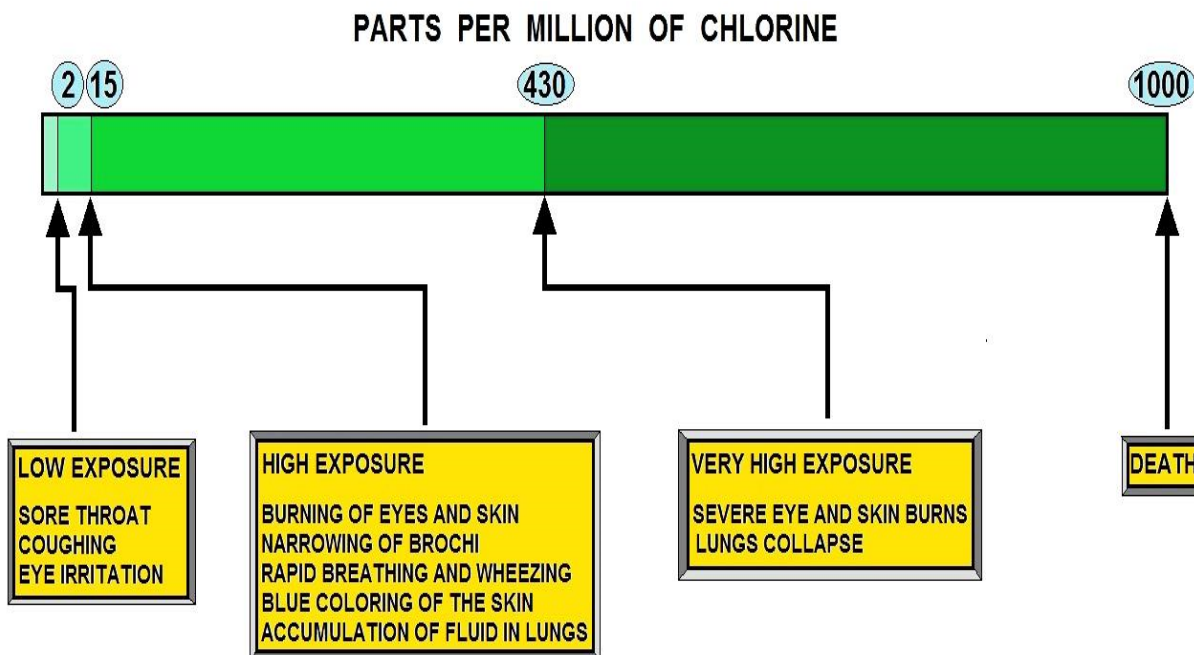 PARTS PER MILLION OF CHLORINE
2 15 430 1000
LOW EXPOSURE
SORE THROAT
COUGHING
EYE IRRITATION
HIGH EXPOSURE
BURNING OF EYES AND SKIN
NARROWING OF BROCHI
RAPID BREATHING AND WHEEZING
BLUE COLORING OF THE SKIN
ACCUMULATION OF FLUID IN LUNGS
VERY HIGH EXPOSURE
SEVERE EYE AND SKIN BURNS
LUNGS COLLAPSE
DEATH